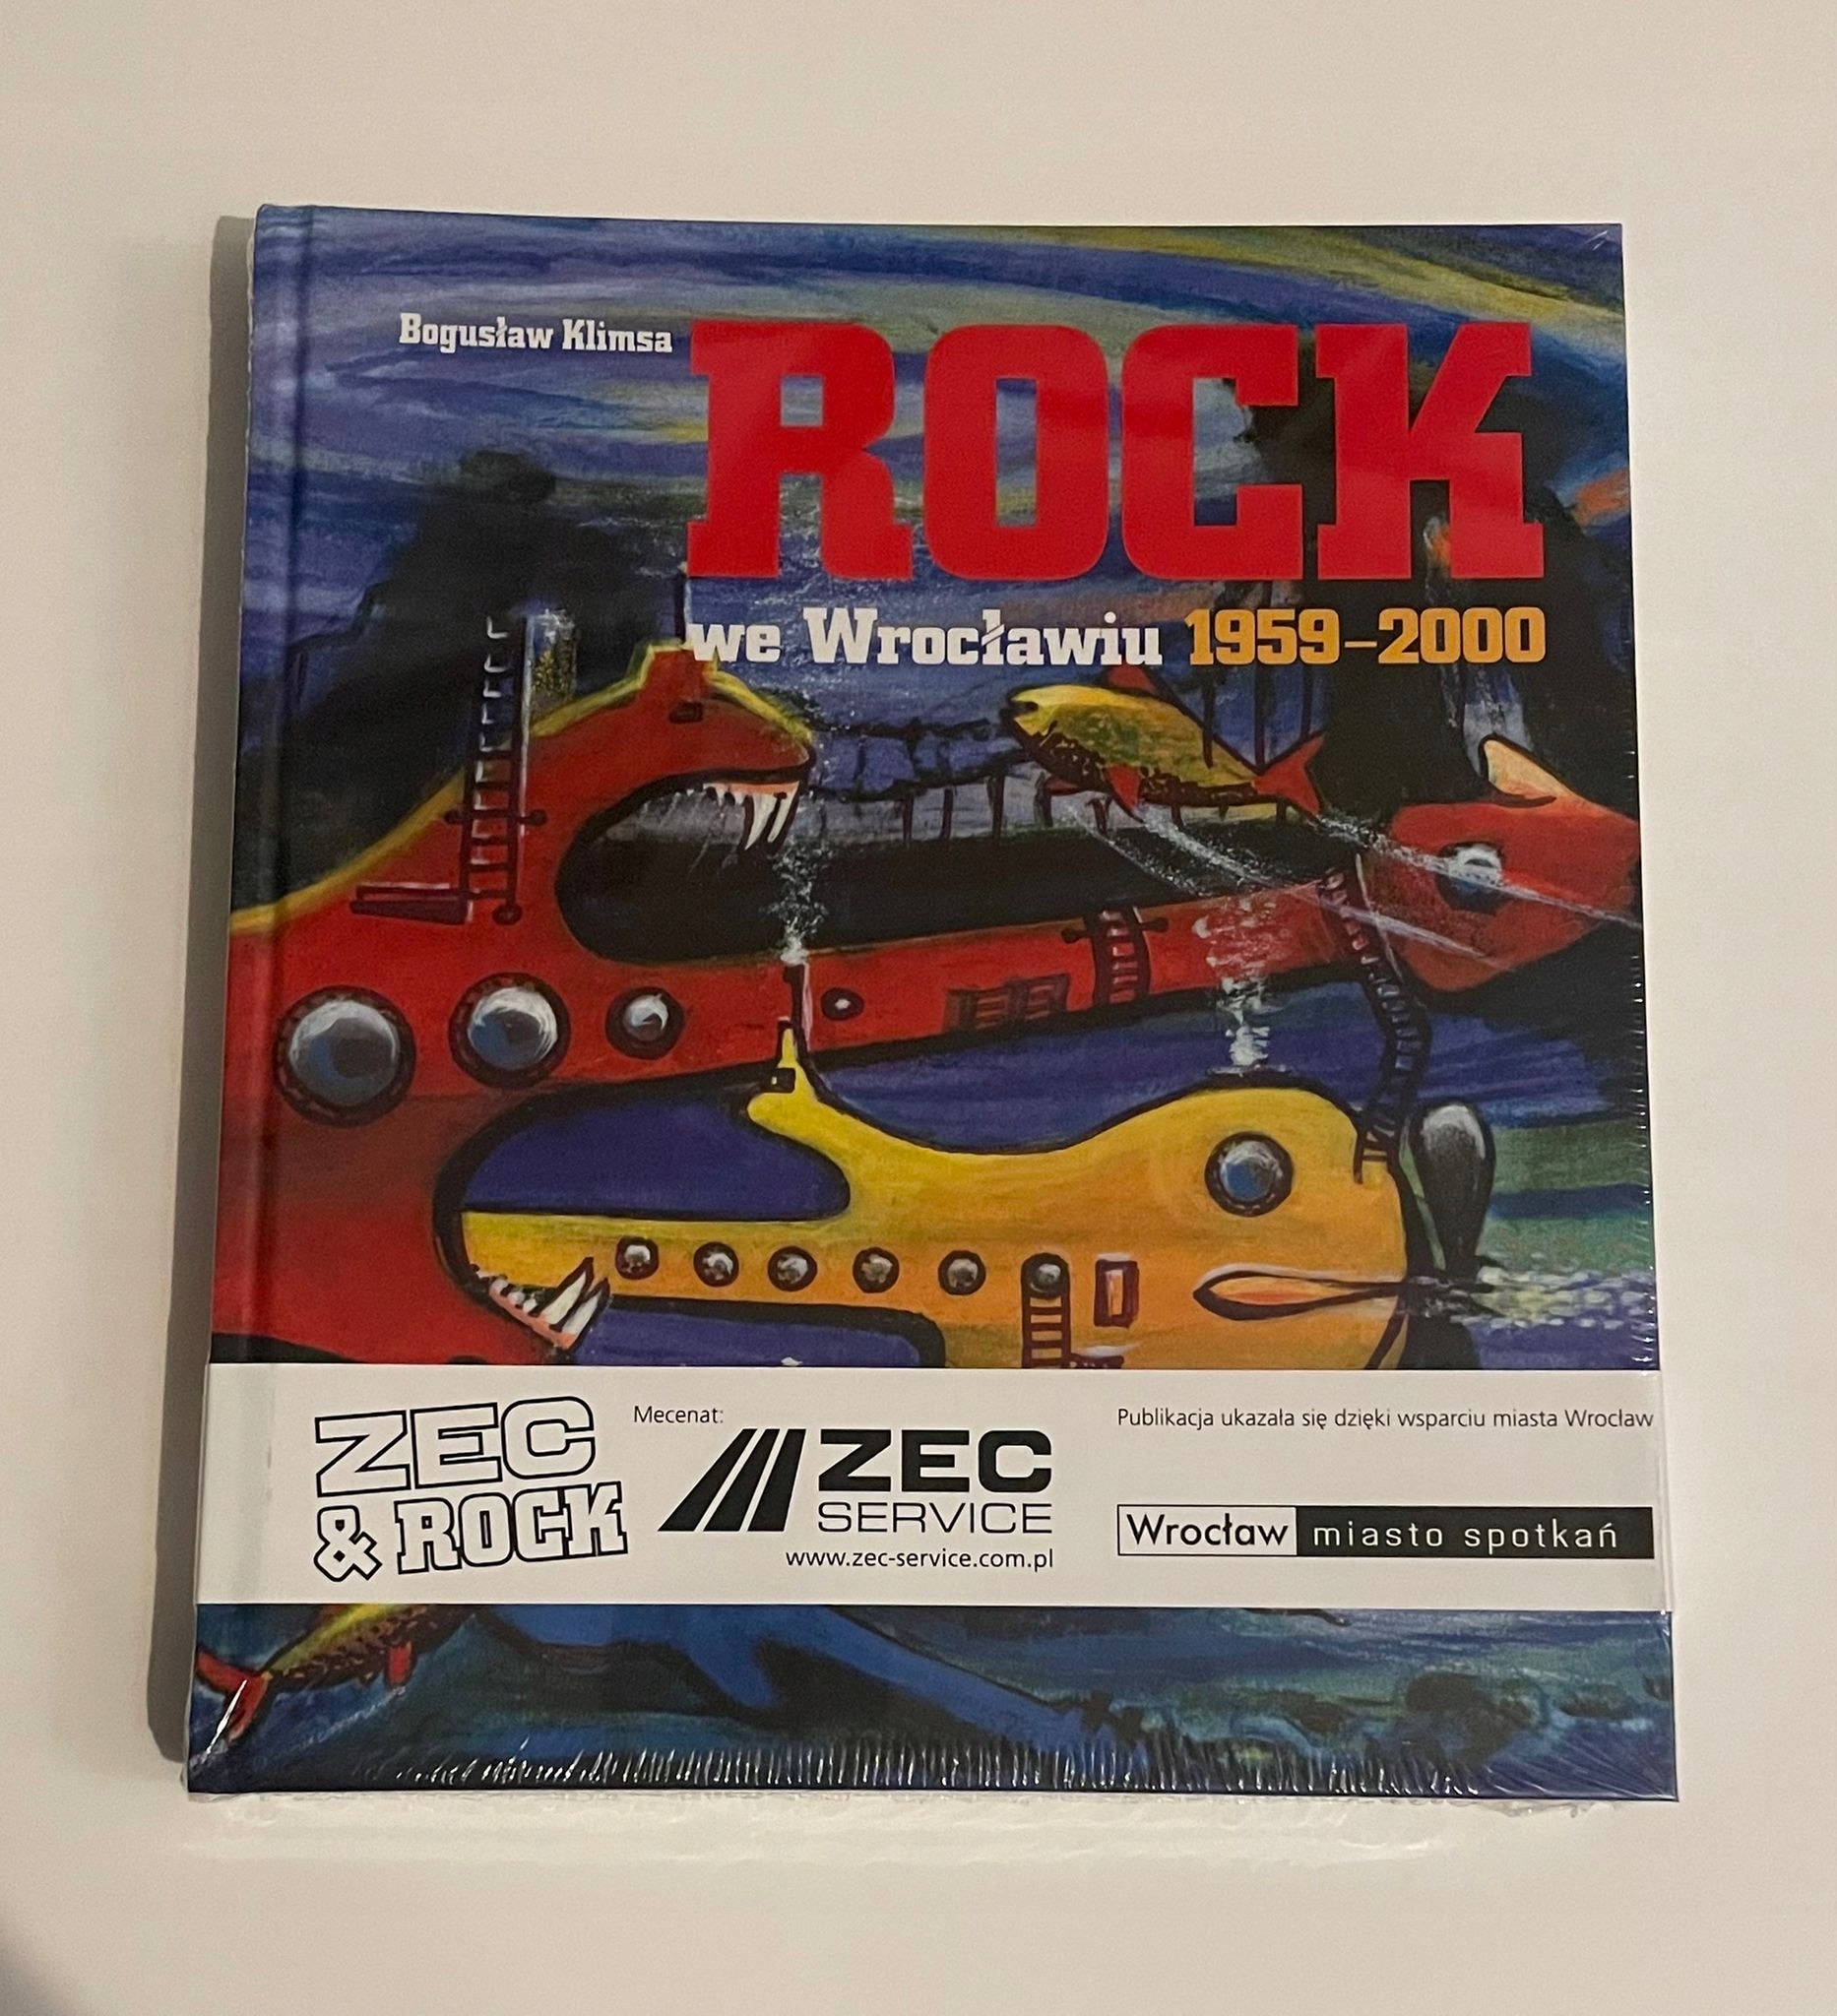 Bogusław Klimsa
ROCK
we Wrocławiu 1959–2000
ZEC
& ROCK
Mecenat:
ZEC
SERVICE
www.zec-service.com.pl
Publikacja ukazała się dzięki wsparciu miasta Wrocław
Wrocław miasto spotkań